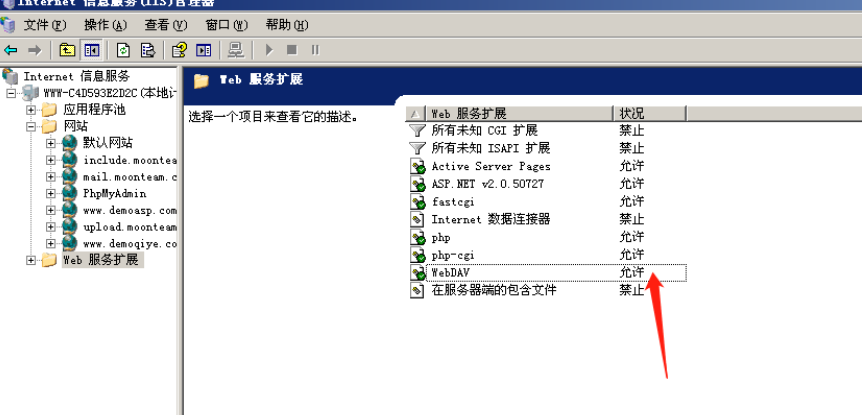 Internet 信息服务(IIS)管理器
文件(F) 操作(A) 查看(V) 窗口(W) 帮助(H)
Internet 信息服务
WWW-C4D593E2D2C(本地计
应用程序池
网站
默认网站
include.moontea
mail.moonteam.c
PhpMyAdmin
www.demoasp.com
upload.moonteam
www.demoqiye.co
Web 服务扩展
Web 服务扩展
选择一个项目来查看它的描述。
Web 服务扩展 状况
所有未知 CGI 扩展 禁止
所有未知 ISAPI 扩展 禁止
Active Server Pages 允许
ASP.NET v2.0.50727 允许
fastcgi 允许
Internet 数据连接器 禁止
php 允许
php-cgi 允许
WebDAV 允许
在服务器端的包含文件 禁止